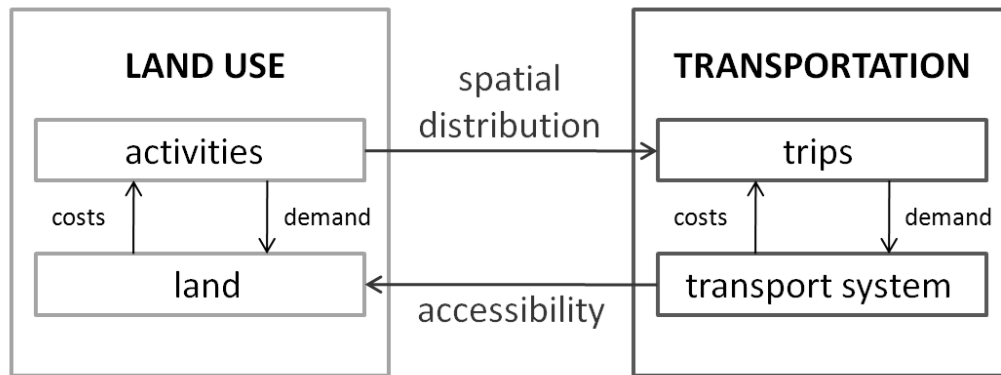 LAND USE
TRANSPORTATION
spatial
distribution
activities
trips
costs
demand
costs
demand
land
transport system
accessibility